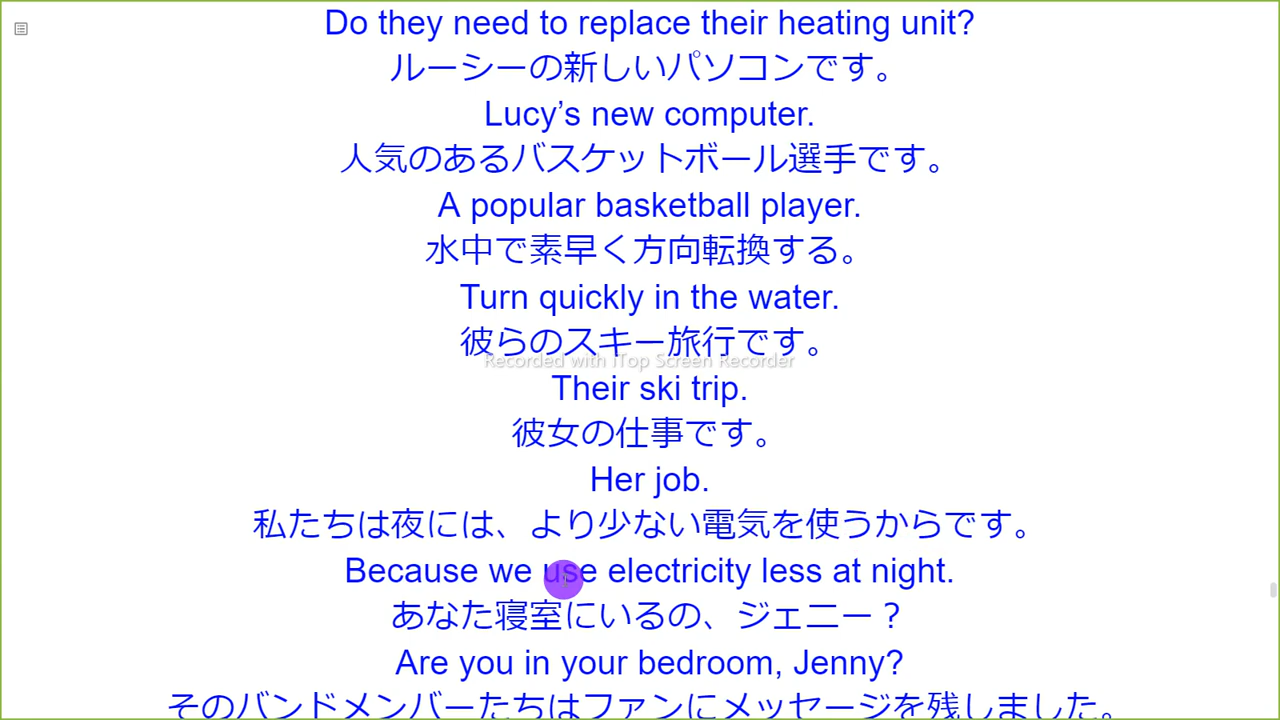 Do they need to replace their heating unit?
ルーシーの新しいパソコンです。
Lucy’s new computer.
人気のあるバスケットボール選手です。
A popular basketball player.
水中で素早く方向転換する。
Turn quickly in the water.
彼らのスキー旅行です。
Recorded with iTop Screen Recorder
Their ski trip.
彼女の仕事です。
Her job.
私たちは夜には、より少ない電気を使うからです。
Because we use electricity less at night.
あなた寝室にいるの、ジェニー？
Are you in your bedroom, Jenny?
そのバンドメンバーたちはファンにメッセージを残しました。